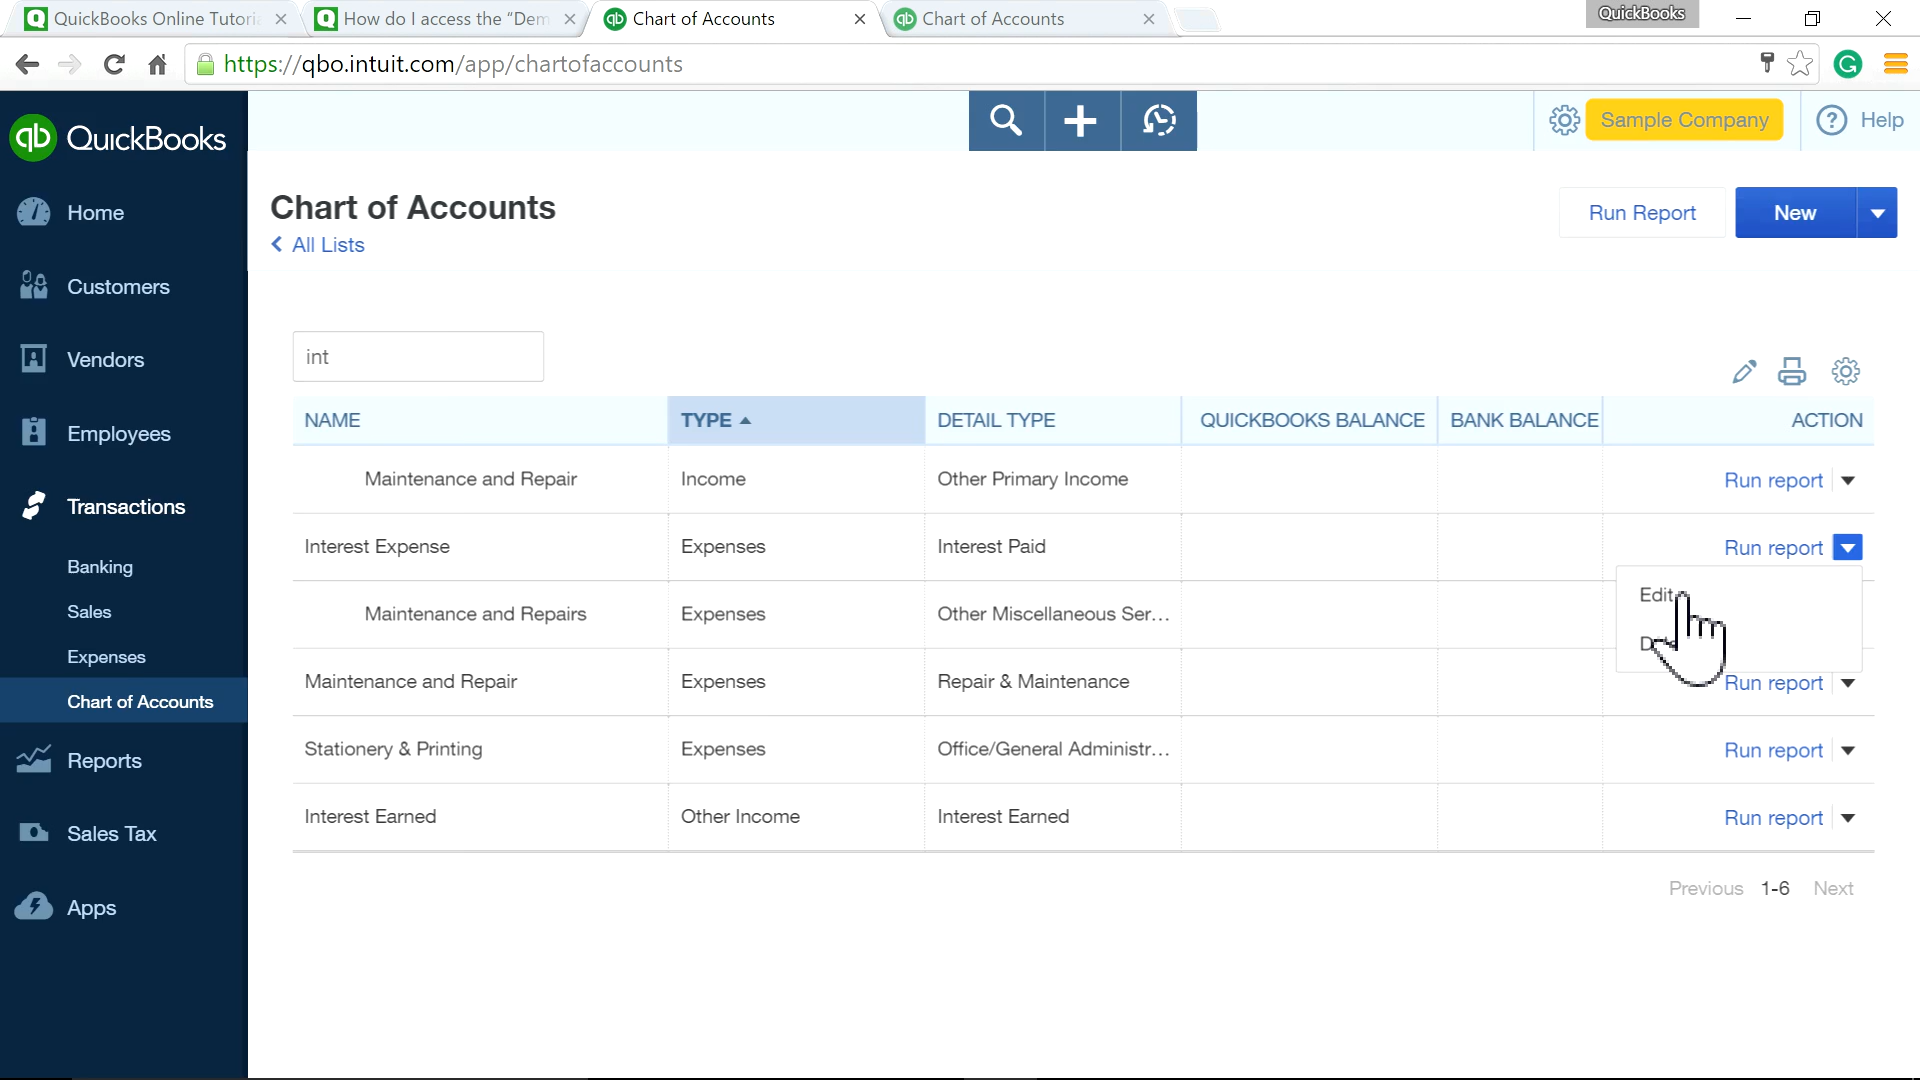 QuickBooks Online Tutori
How do I access the “Dem
Chart of Accounts
Chart of Accounts
QuickBooks
https://qbo.intuit.com/app/chartofaccounts
qb QuickBooks
Sample Company
? Help
Home
Customers
Vendors
Employees
Transactions
Banking
Sales
Expenses
Chart of Accounts
Reports
Sales Tax
Apps
Chart of Accounts
All Lists
Run Report
New
int
NAME TYPE DETAIL TYPE QUICKBOOKS BALANCE BANK BALANCE ACTION
Maintenance and Repair Income Other Primary Income Run report
Interest Expense Expenses Interest Paid Run report
Edit
Maintenance and Repairs Expenses Other Miscellaneous Ser...
Maintenance and Repair Expenses Repair & Maintenance Run report
Stationery & Printing Expenses Office/General Administr... Run report
Interest Earned Other Income Interest Earned Run report
Previous 1-6 Next